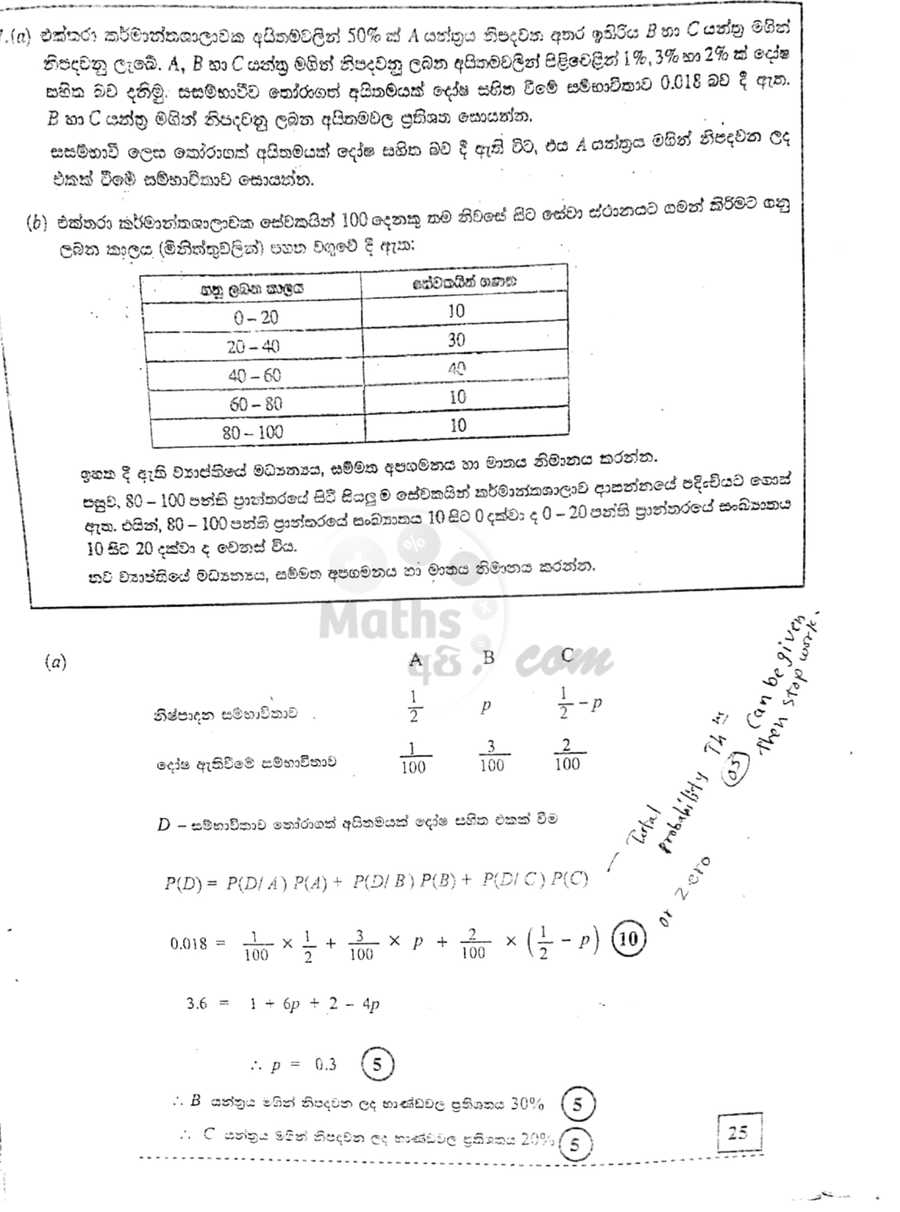 7.(a) එක්තරා කර්මාන්තශාලාවක අයිතමවලින් 50% ක් A යන්ත්‍රය නිපදවන අතර ඉතිරිය B හා C යන්ත්‍ර මගින්
නිපදවනු ලැබේ. A, B හා C යන්ත්‍ර මගින් නිපදවනු ලබන අයිතමවලින් පිළිවෙළින් 1%, 3% හා 2% ක් දෝෂ
සහිත බව දනිමු. සසම්භාවීව තෝරාගත් අයිතමයක් දෝෂ සහිත වීමේ සම්භාවිතාව 0.018 බව දී ඇත.
B හා C යන්ත්‍ර මගින් නිපදවනු ලබන අයිතමවල ප්‍රතිශත සොයන්න.
සසම්භාවී ලෙස තෝරාගත් අයිතමයක් දෝෂ සහිත බව දී ඇති විට, එය A යන්ත්‍රය මගින් නිපදවන ලද
එකක් වීමේ සම්භාවිතාව සොයන්න.
(b) එක්තරා කර්මාන්තශාලාවක සේවකයින් 100 දෙනකු තම නිවසේ සිට සේවා ස්ථානයට ගමන් කිරීමට ගනු
ලබන කාලය (මිනිත්තුවලින්) පහත වගුවේ දී ඇත:
ගනු ලබන කාලය සේවකයින් ගණන
0 – 20 10
20 – 40 30
40 – 60 40
60 – 80 10
80 – 100 10
ඉහත දී ඇති ව්‍යාප්තියේ මධ්‍යන්‍යය, සම්මත අපගමනය හා මාතය නිමානය කරන්න.
පසුව, 80 – 100 පන්ති ප්‍රාන්තරයේ සිටි සියලු ම සේවකයින් කර්මාන්තශාලාව ආසන්නයේ පදිංචියට ගොස්
ඇත. එයින්, 80 – 100 පන්ති ප්‍රාන්තරයේ සංඛ්‍යාතය 10 සිට 0 දක්වා ද 0 – 20 පන්ති ප්‍රාන්තරයේ සංඛ්‍යාතය
10 සිට 20 දක්වා ද වෙනස් විය.
නව ව්‍යාප්තියේ මධ්‍යන්‍යය, සම්මත අපගමනය හා මාතය නිමානය කරන්න.
Maths
අපි . com
(a) A B C
නිෂ්පාදන සම්භාවිතාව 1/2 p 1/2 – p
දෝෂ ඇතිවීමේ සම්භාවිතාව 1/100 3/100 2/100
D – සම්භාවිතාව තෝරාගත් අයිතමයක් දෝෂ සහිත එකක් වීම
P(D) = P(D/A) P(A) + P(D/B) P(B) + P(D/C) P(C)
Total probability Th m
05 Can be given then stop work.
or zero
0.018 = 1/100 × 1/2 + 3/100 × p + 2/100 × (1/2 – p) 10
3.6 = 1 + 6p + 2 – 4p
∴ p = 0.3 5
∴ B යන්ත්‍රය මගින් නිපදවන ලද භාණ්ඩවල ප්‍රතිශතය 30% 5
∴ C යන්ත්‍රය මගින් නිපදවන ලද භාණ්ඩවල ප්‍රතිශතය 20% 5
25